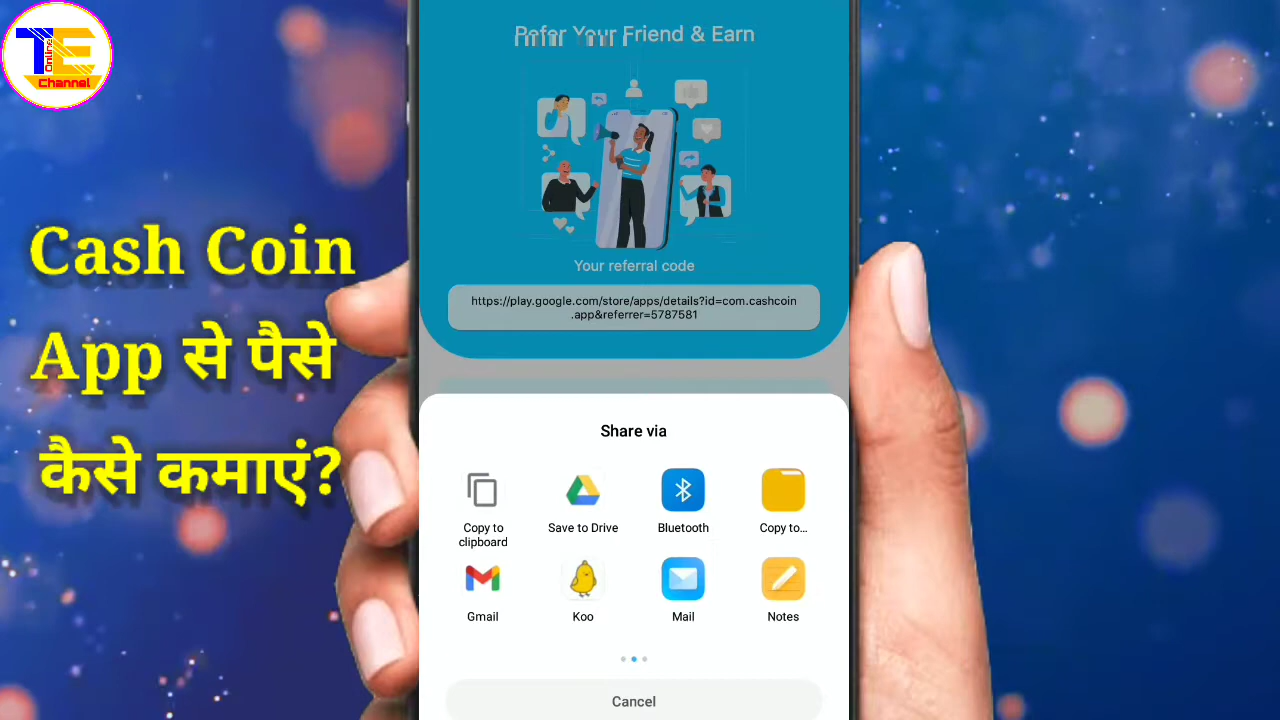 TE
Online
Channel
Cash Coin
App से पैसे
कैसे कमाएं?
Refer Your Friend & Earn
Your referral code
https://play.google.com/store/apps/details?id=com.cashcoin
.app&referrer=5787581
Share via
Copy to
clipboard
Save to Drive
Bluetooth
Copy to...
Gmail
Koo
Mail
Notes
Cancel